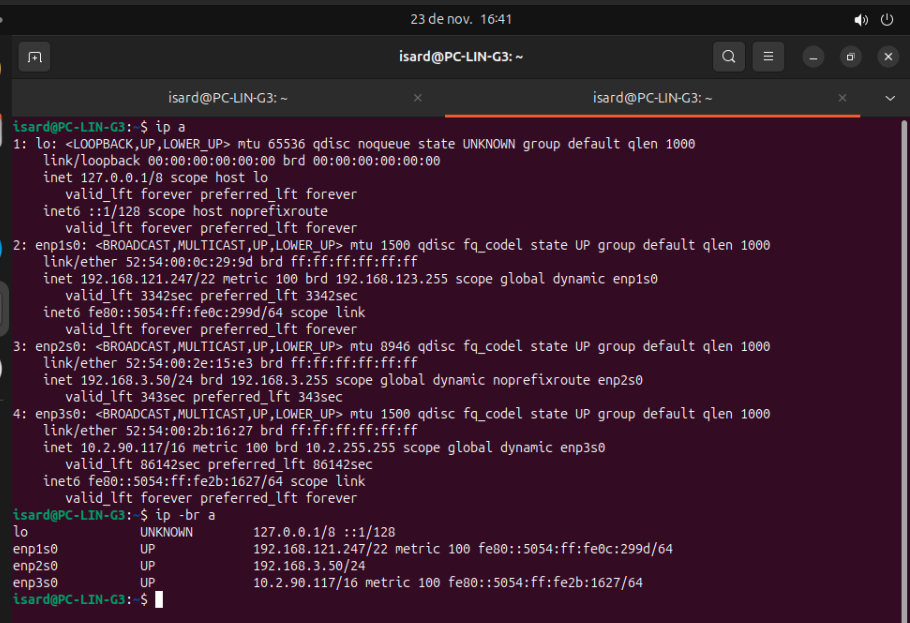 23 de nov.  16:41
isard@PC-LIN-G3: ~
isard@PC-LIN-G3: ~
isard@PC-LIN-G3: ~
isard@PC-LIN-G3:~$ ip a
1: lo: <LOOPBACK,UP,LOWER_UP> mtu 65536 qdisc noqueue state UNKNOWN group default qlen 1000
    link/loopback 00:00:00:00:00:00 brd 00:00:00:00:00:00
    inet 127.0.0.1/8 scope host lo
       valid_lft forever preferred_lft forever
    inet6 ::1/128 scope host noprefixroute
       valid_lft forever preferred_lft forever
2: enp1s0: <BROADCAST,MULTICAST,UP,LOWER_UP> mtu 1500 qdisc fq_codel state UP group default qlen 1000
    link/ether 52:54:00:0c:29:9d brd ff:ff:ff:ff:ff:ff
    inet 192.168.121.247/22 metric 100 brd 192.168.123.255 scope global dynamic enp1s0
       valid_lft 3342sec preferred_lft 3342sec
    inet6 fe80::5054:ff:fe0c:299d/64 scope link
       valid_lft forever preferred_lft forever
3: enp2s0: <BROADCAST,MULTICAST,UP,LOWER_UP> mtu 8946 qdisc fq_codel state UP group default qlen 1000
    link/ether 52:54:00:2e:15:e3 brd ff:ff:ff:ff:ff:ff
    inet 192.168.3.50/24 brd 192.168.3.255 scope global dynamic noprefixroute enp2s0
       valid_lft 343sec preferred_lft 343sec
4: enp3s0: <BROADCAST,MULTICAST,UP,LOWER_UP> mtu 1500 qdisc fq_codel state UP group default qlen 1000
    link/ether 52:54:00:2b:16:27 brd ff:ff:ff:ff:ff:ff
    inet 10.2.90.117/16 metric 100 brd 10.2.255.255 scope global dynamic enp3s0
       valid_lft 86142sec preferred_lft 86142sec
    inet6 fe80::5054:ff:fe2b:1627/64 scope link
       valid_lft forever preferred_lft forever
isard@PC-LIN-G3:~$ ip -br a
lo               UNKNOWN        127.0.0.1/8 ::1/128
enp1s0           UP             192.168.121.247/22 metric 100 fe80::5054:ff:fe0c:299d/64
enp2s0           UP             192.168.3.50/24
enp3s0           UP             10.2.90.117/16 metric 100 fe80::5054:ff:fe2b:1627/64
isard@PC-LIN-G3:~$